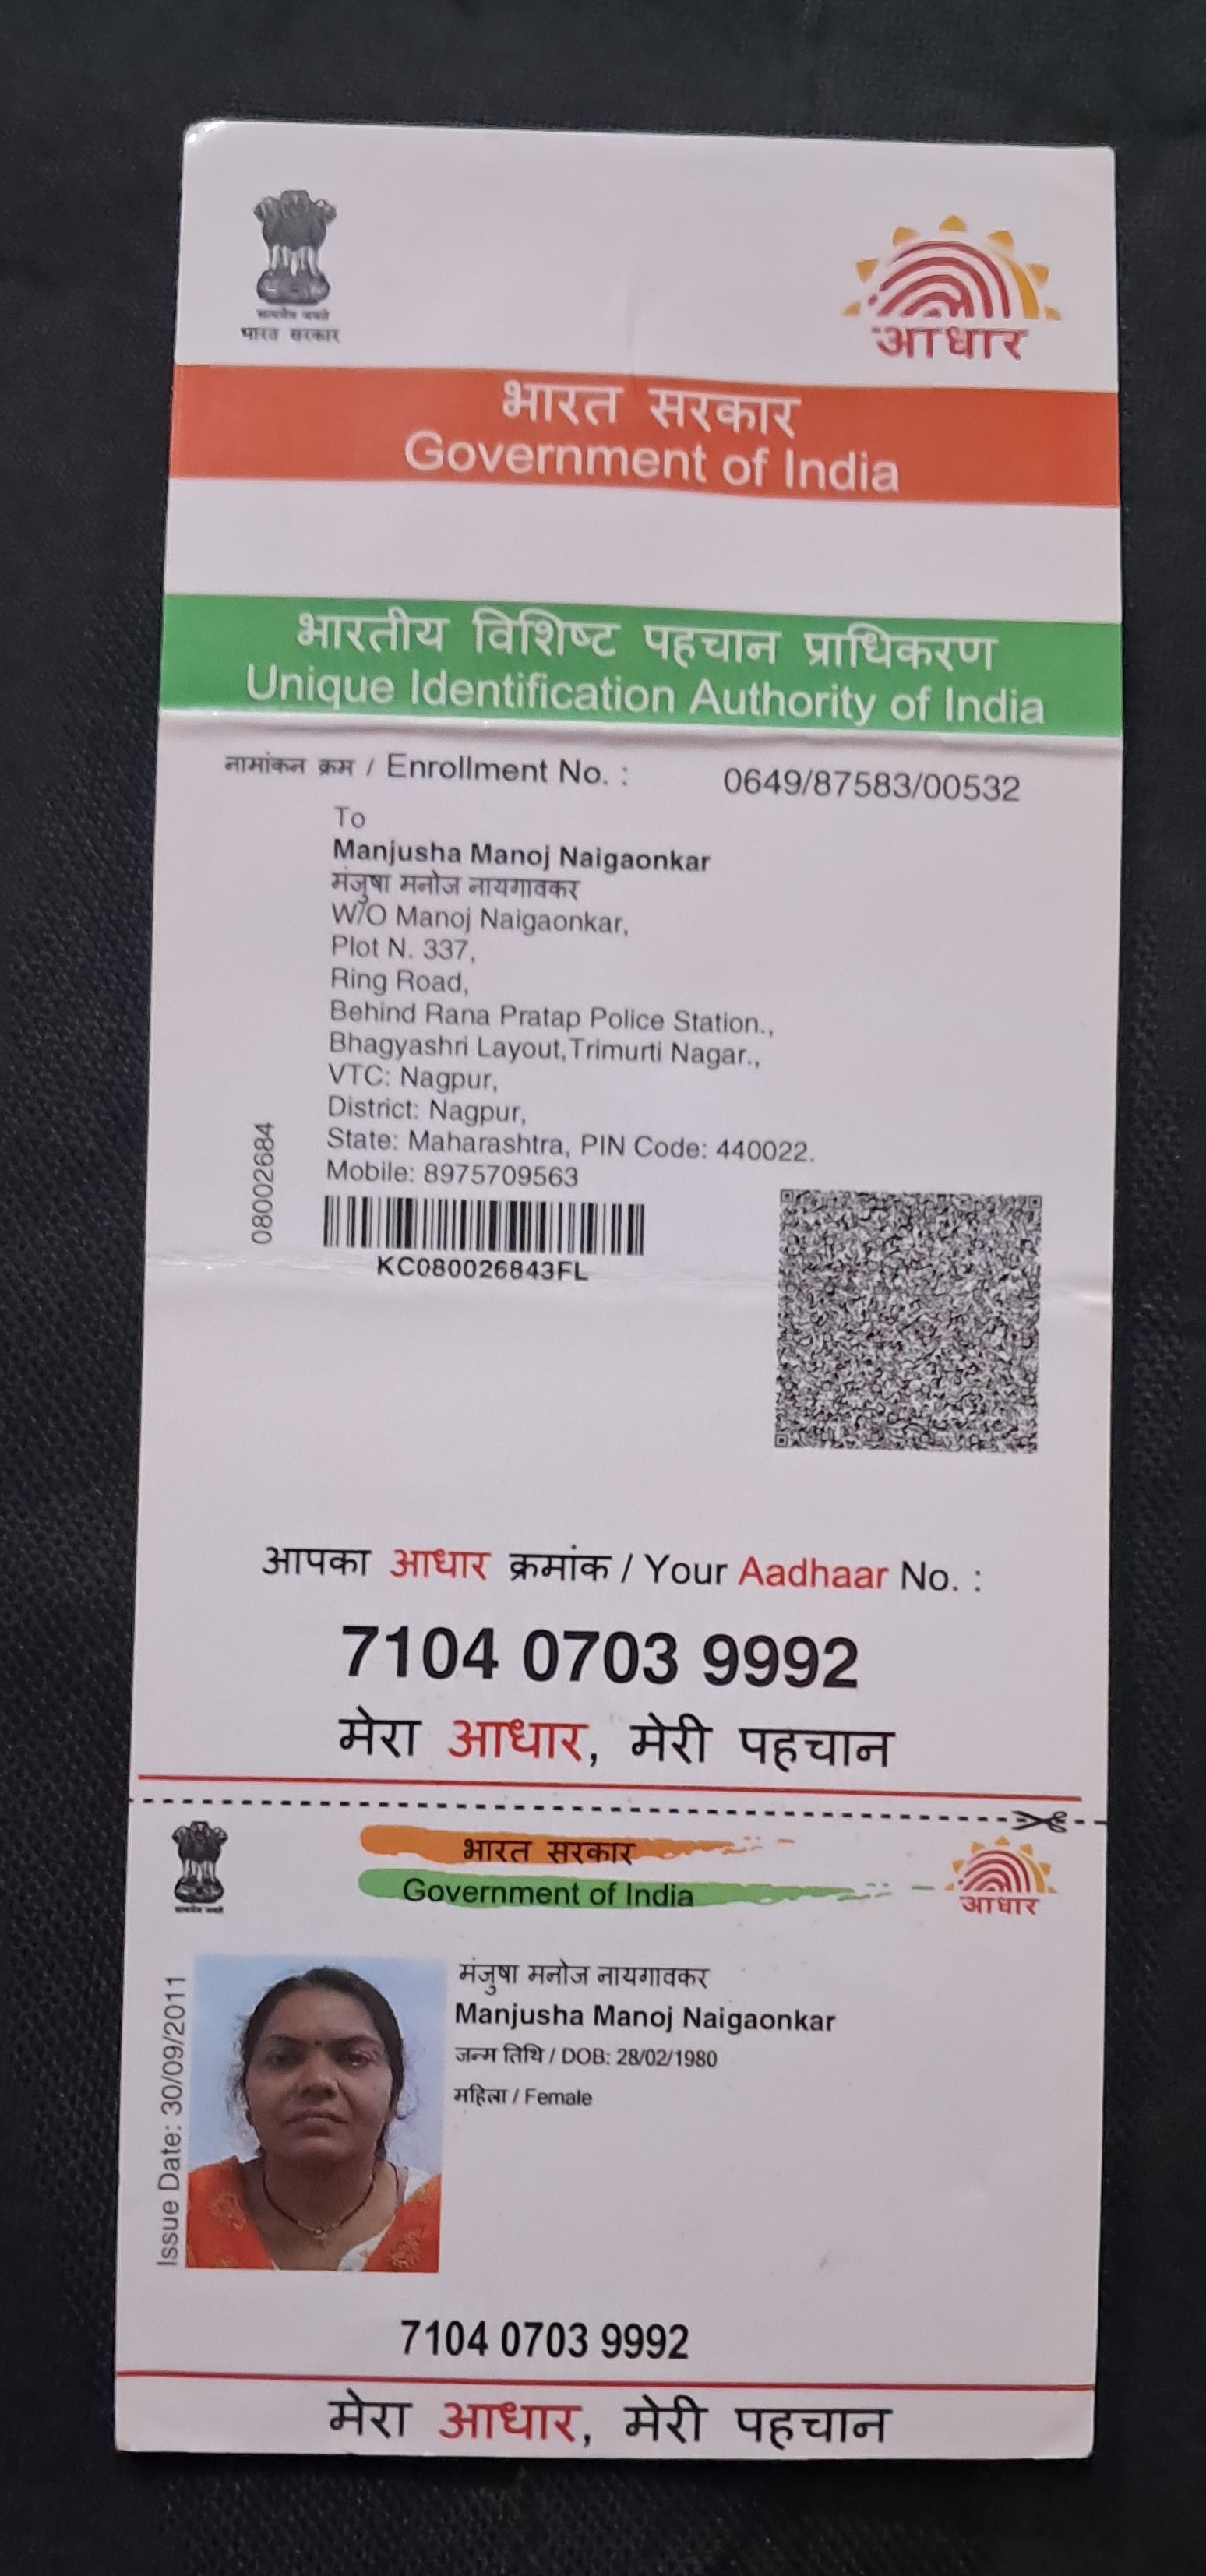 भारत सरकार
आधार
भारत सरकार
Government of India
भारतीय विशिष्ट पहचान प्राधिकरण
Unique Identification Authority of India
नामांकन क्रम / Enrollment No. : 0649/87583/00532
To
Manjusha Manoj Naigaonkar
मंजुषा मनोज नायगावकर
W/O Manoj Naigaonkar,
Plot N. 337,
Ring Road,
Behind Rana Pratap Police Station.,
Bhagyashri Layout,Trimurti Nagar.,
VTC: Nagpur,
District: Nagpur,
State: Maharashtra, PIN Code: 440022.
Mobile: 8975709563
08002684
KC080026843FL
आपका आधार क्रमांक / Your Aadhaar No. :
7104 0703 9992
मेरा आधार, मेरी पहचान
भारत सरकार
Government of India
आधार
Issue Date: 30/09/2011
मंजुषा मनोज नायगावकर
Manjusha Manoj Naigaonkar
जन्म तिथि / DOB: 28/02/1980
महिला / Female
7104 0703 9992
मेरा आधार, मेरी पहचान